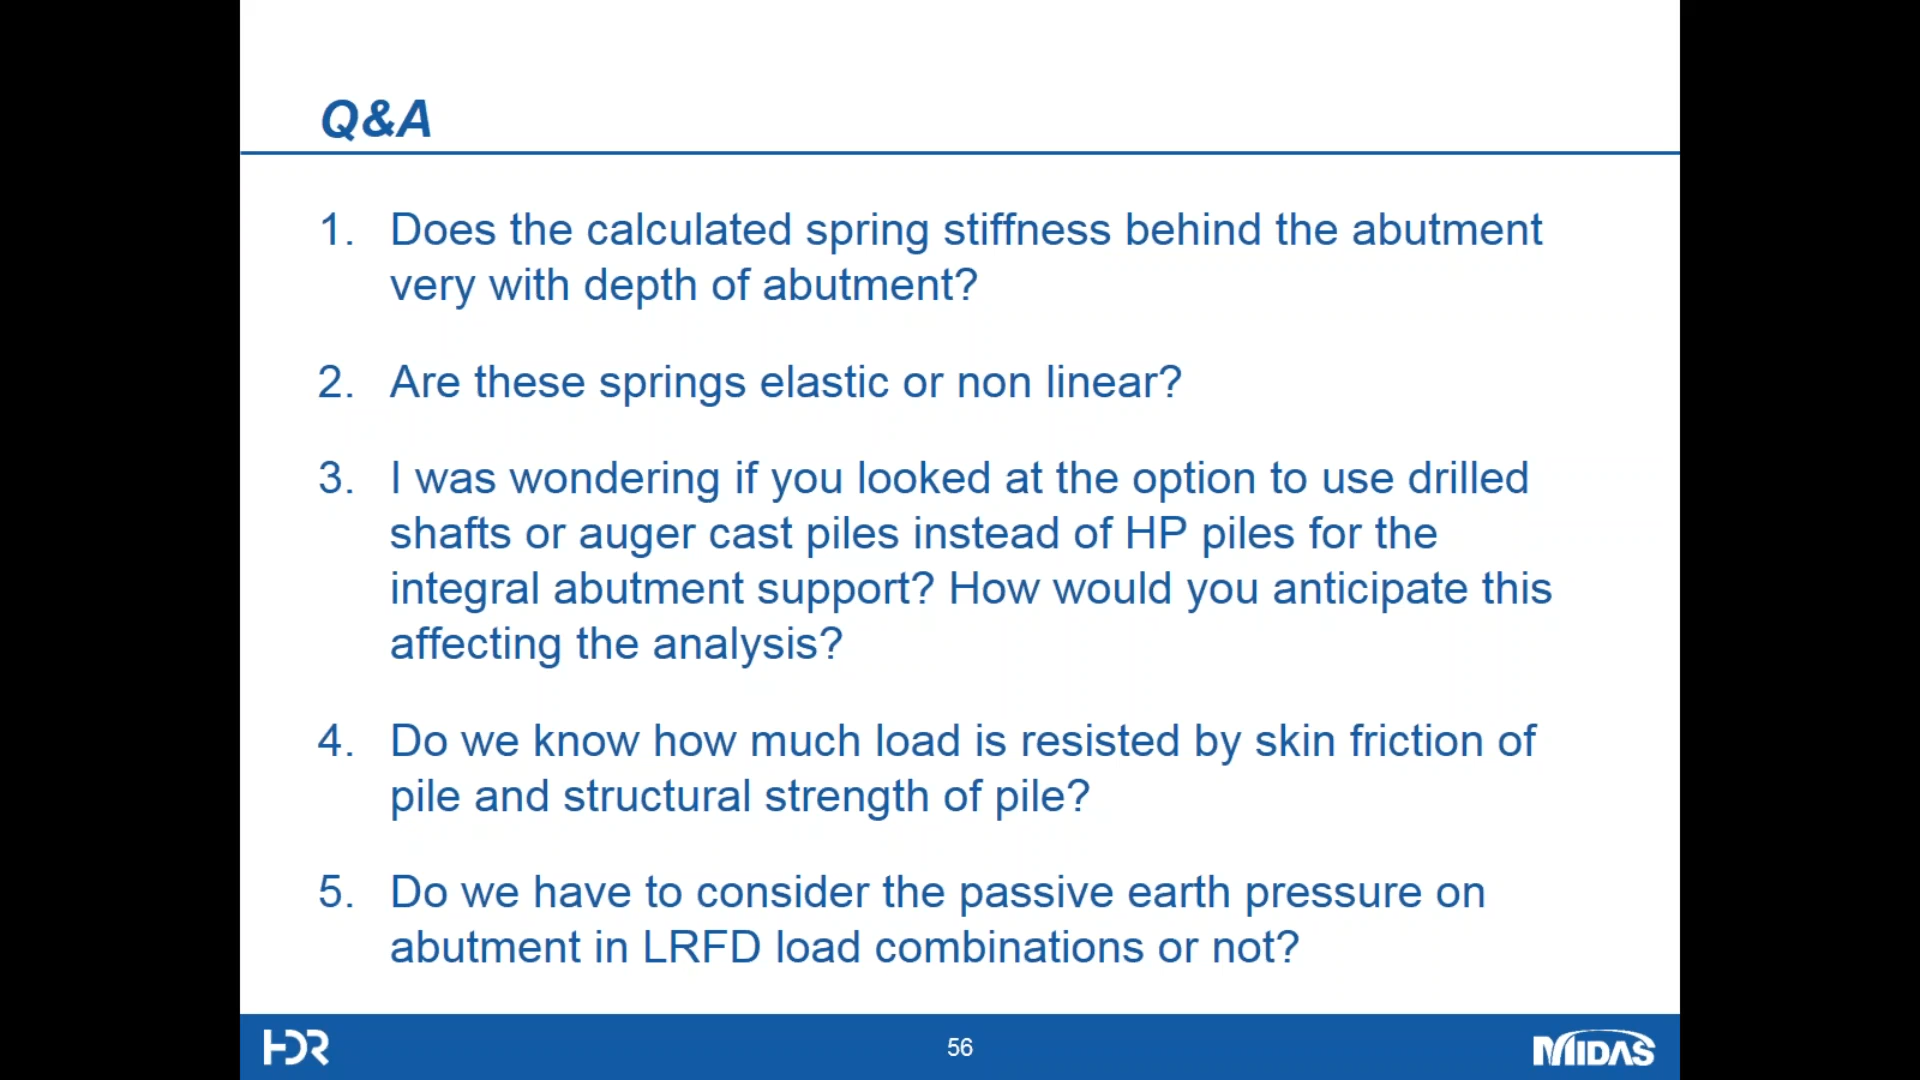 Q&A
1. Does the calculated spring stiffness behind the abutment
very with depth of abutment?
2. Are these springs elastic or non linear?
3. I was wondering if you looked at the option to use drilled
shafts or auger cast piles instead of HP piles for the
integral abutment support? How would you anticipate this
affecting the analysis?
4. Do we know how much load is resisted by skin friction of
pile and structural strength of pile?
5. Do we have to consider the passive earth pressure on
abutment in LRFD load combinations or not?
HDR
56
MIDAS